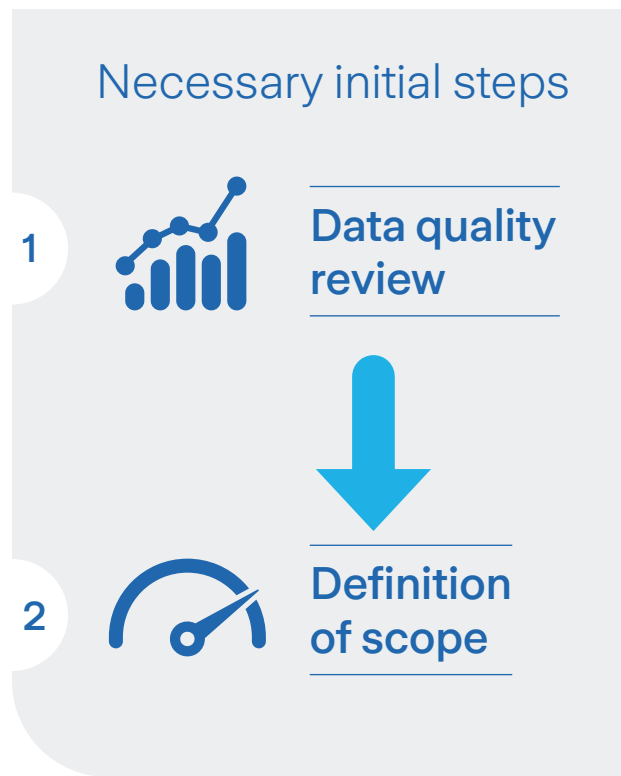 Necessary initial steps
1
Data quality
review
2
Definition
of scope